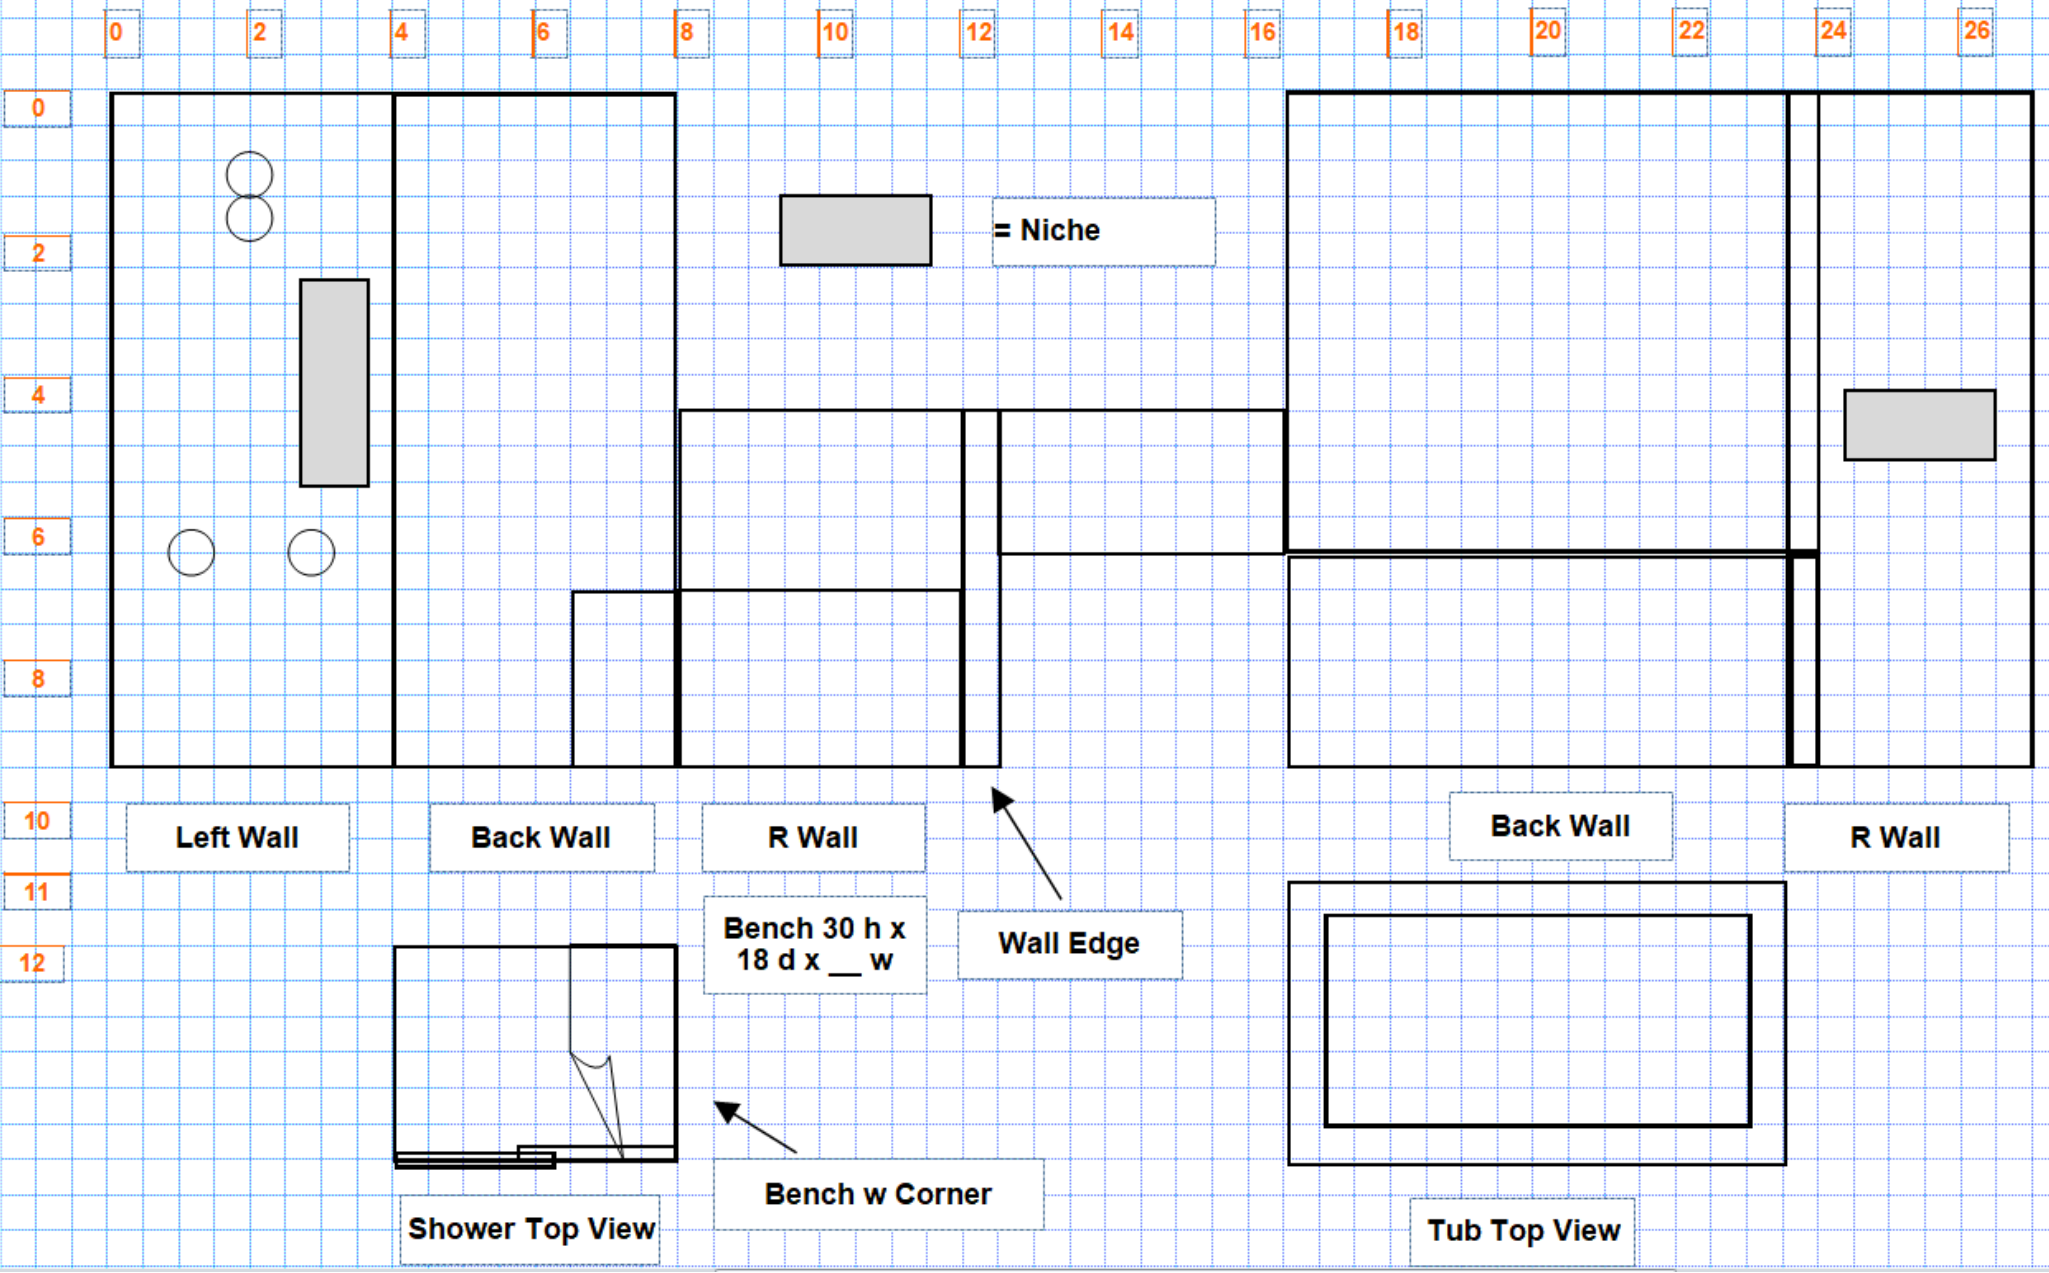 0 2 4 6 8 10 12 14 16 18 20 22 24 26
0
2
= Niche
4
6
8
10
Left Wall
Back Wall
R Wall
Back Wall
R Wall
11
Bench 30 h x
18 d x __ w
Wall Edge
12
Bench w Corner
Shower Top View
Tub Top View